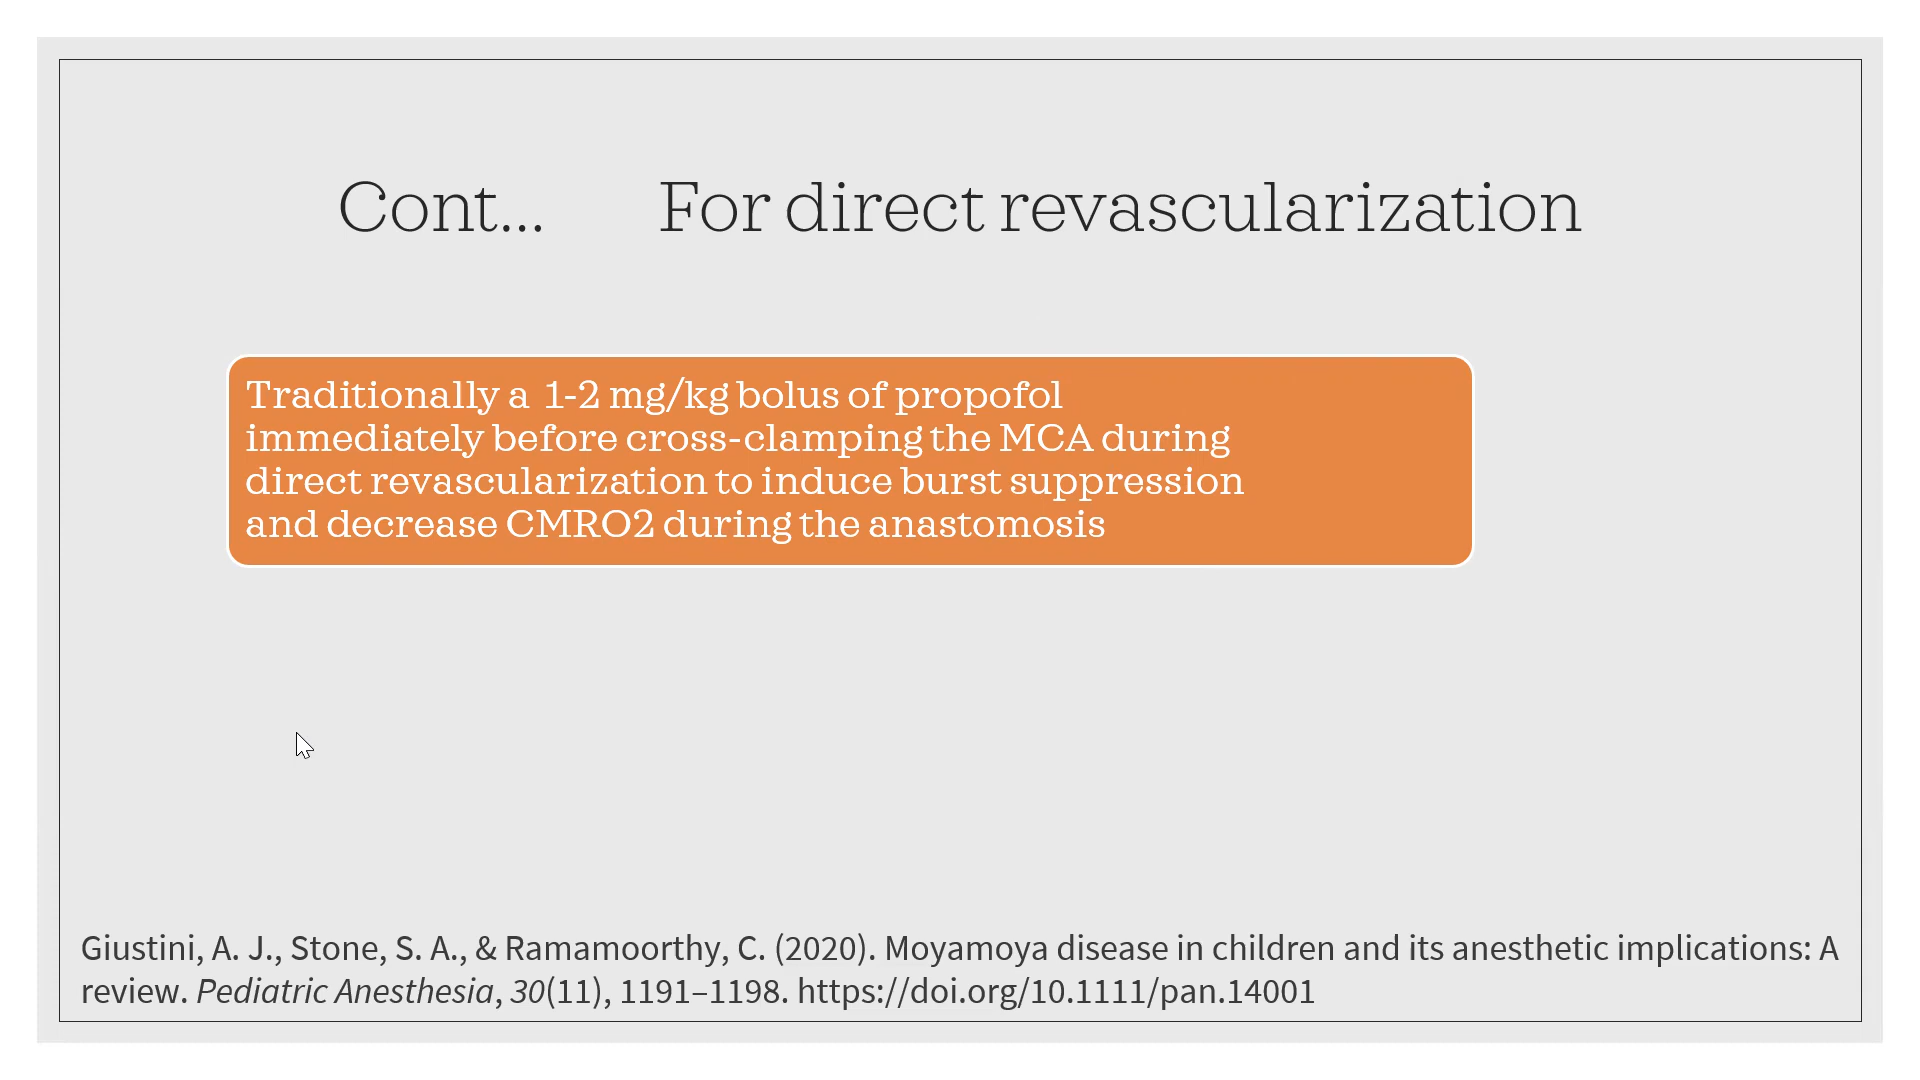 Cont... For direct revascularization
Traditionally a 1-2 mg/kg bolus of propofol
immediately before cross-clamping the MCA during
direct revascularization to induce burst suppression
and decrease CMRO2 during the anastomosis
Giustini, A. J., Stone, S. A., & Ramamoorthy, C. (2020). Moyamoya disease in children and its anesthetic implications: A
review. Pediatric Anesthesia, 30(11), 1191–1198. https://doi.org/10.1111/pan.14001